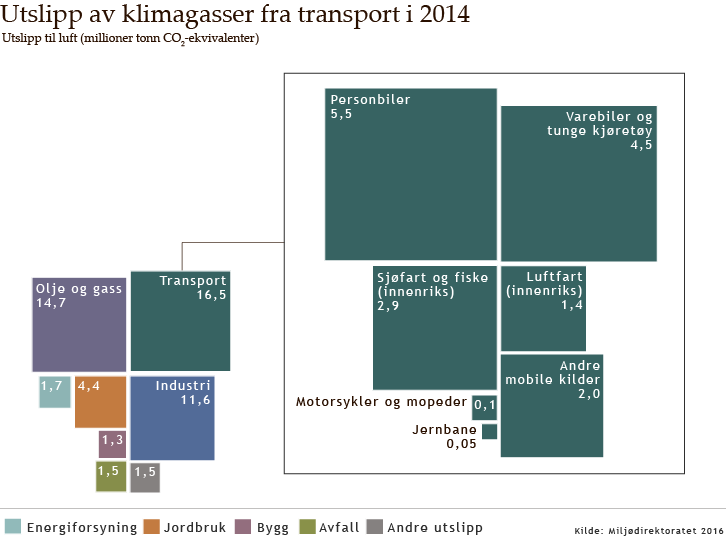 Utslipp av klimagasser fra transport i 2014
Utslipp til luft (millioner tonn CO₂-ekvivalenter)
Personbiler
5,5
Varebiler og
tunge kjøretøy
4,5
Sjøfart og fiske
(innenriks)
2,9
Luftfart
(innenriks)
1,4
Andre
mobile kilder
2,0
Motorsykler og mopeder 0,1
Jernbane
0,05
Olje og gass
14,7
Transport
16,5
1,7
4,4
Industri
11,6
1,3
1,5
1,5
Energiforsyning Jordbruk Bygg Avfall Andre utslipp
Kilde: Miljødirektoratet 2016